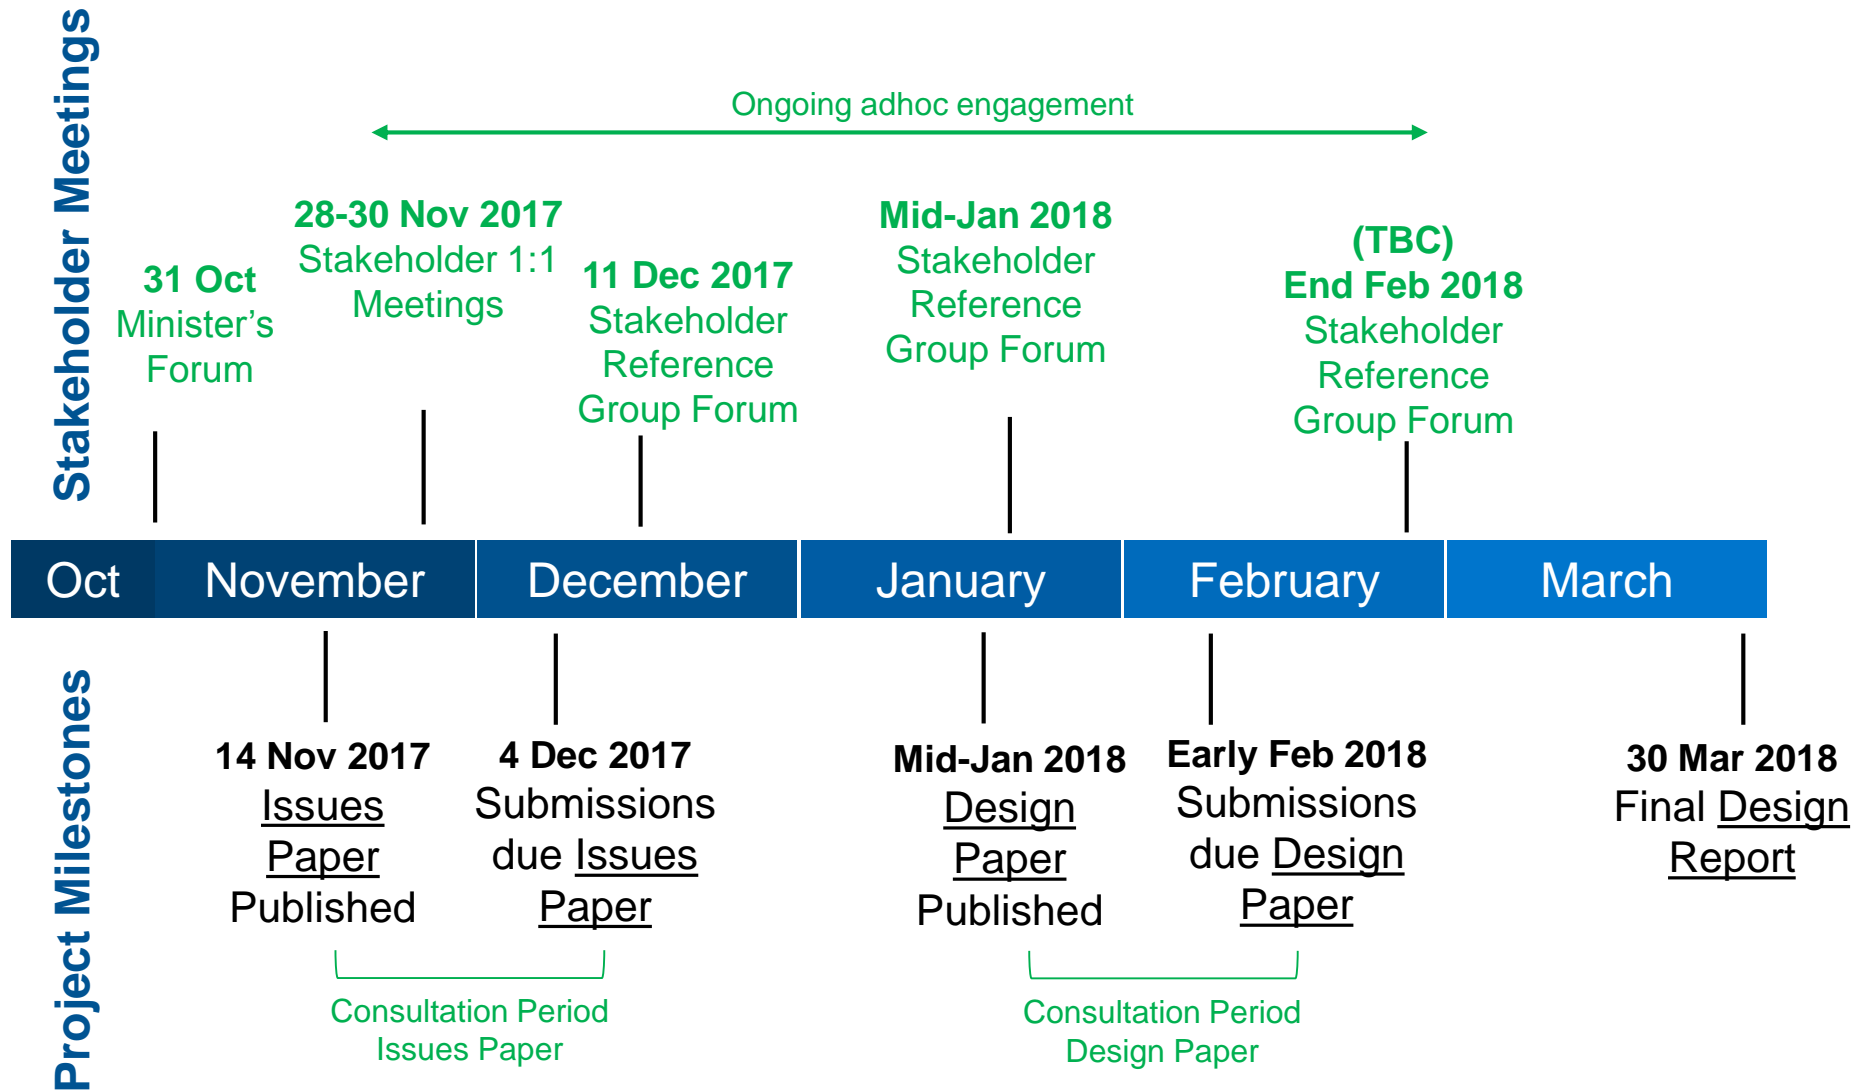 Stakeholder Meetings
Ongoing adhoc engagement
31 Oct
Minister’s
Forum
28-30 Nov 2017
Stakeholder 1:1
Meetings
11 Dec 2017
Stakeholder
Reference
Group Forum
Mid-Jan 2018
Stakeholder
Reference
Group Forum
(TBC)
End Feb 2018
Stakeholder
Reference
Group Forum
Oct
November
December
January
February
March
Project Milestones
14 Nov 2017
Issues
Paper
Published
4 Dec 2017
Submissions
due Issues
Paper
Mid-Jan 2018
Design
Paper
Published
Early Feb 2018
Submissions
due Design
Paper
30 Mar 2018
Final Design
Report
Consultation Period
Issues Paper
Consultation Period
Design Paper